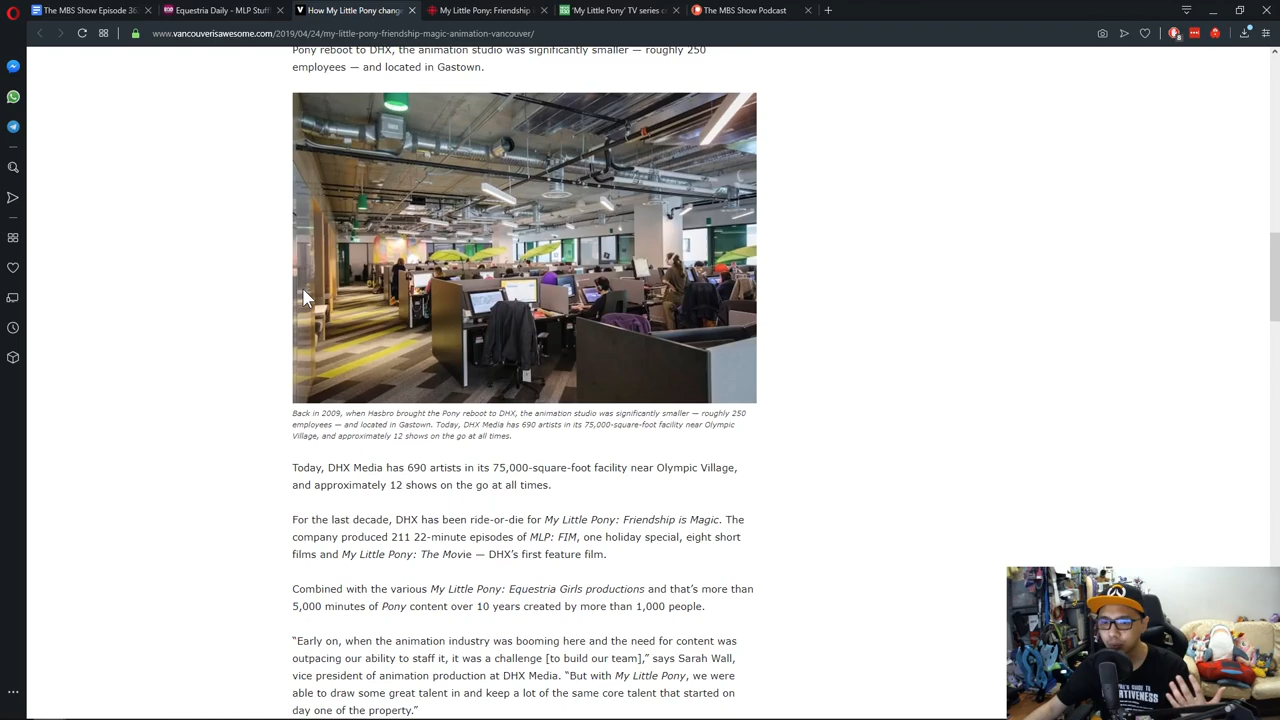 The MBS Show Episode 36
Equestria Daily - MLP Stuff
How My Little Pony change
My Little Pony: Friendship i
'My Little Pony' TV series c
The MBS Show Podcast
www.vancouverisawesome.com/2019/04/24/my-little-pony-friendship-magic-animation-vancouver/
Pony reboot to DHX, the animation studio was significantly smaller — roughly 250
employees — and located in Gastown.
Back in 2009, when Hasbro brought the Pony reboot to DHX, the animation studio was significantly smaller — roughly 250
employees — and located in Gastown. Today, DHX Media has 690 artists in its 75,000-square-foot facility near Olympic
Village, and approximately 12 shows on the go at all times.
Today, DHX Media has 690 artists in its 75,000-square-foot facility near Olympic Village,
and approximately 12 shows on the go at all times.
For the last decade, DHX has been ride-or-die for My Little Pony: Friendship is Magic. The
company produced 211 22-minute episodes of MLP: FIM, one holiday special, eight short
films and My Little Pony: The Movie — DHX's first feature film.
Combined with the various My Little Pony: Equestria Girls productions and that's more than
5,000 minutes of Pony content over 10 years created by more than 1,000 people.
"Early on, when the animation industry was booming here and the need for content was
outpacing our ability to staff it, it was a challenge [to build our team]," says Sarah Wall,
vice president of animation production at DHX Media. "But with My Little Pony, we were
able to draw some great talent in and keep a lot of the same core talent that started on
day one of the property."